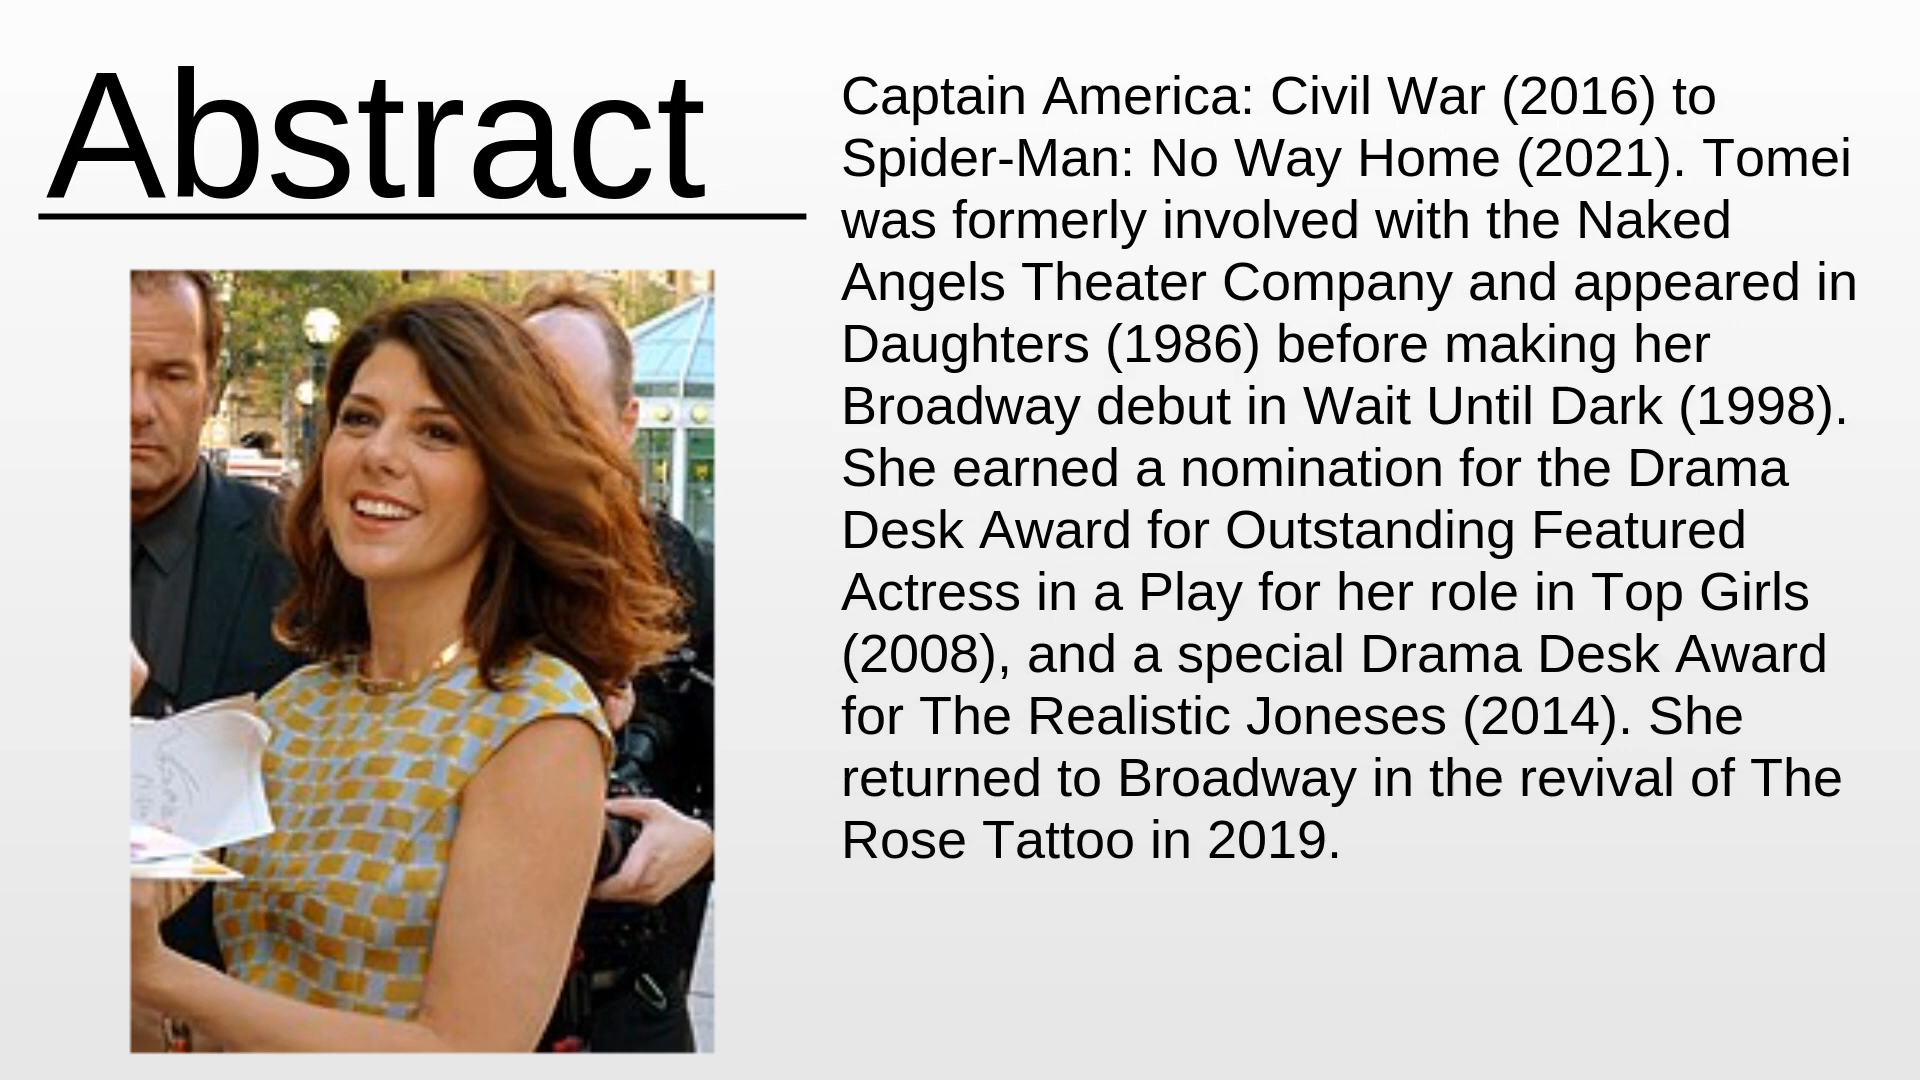 Abstract
Captain America: Civil War (2016) to
Spider-Man: No Way Home (2021). Tomei
was formerly involved with the Naked
Angels Theater Company and appeared in
Daughters (1986) before making her
Broadway debut in Wait Until Dark (1998).
She earned a nomination for the Drama
Desk Award for Outstanding Featured
Actress in a Play for her role in Top Girls
(2008), and a special Drama Desk Award
for The Realistic Joneses (2014). She
returned to Broadway in the revival of The
Rose Tattoo in 2019.